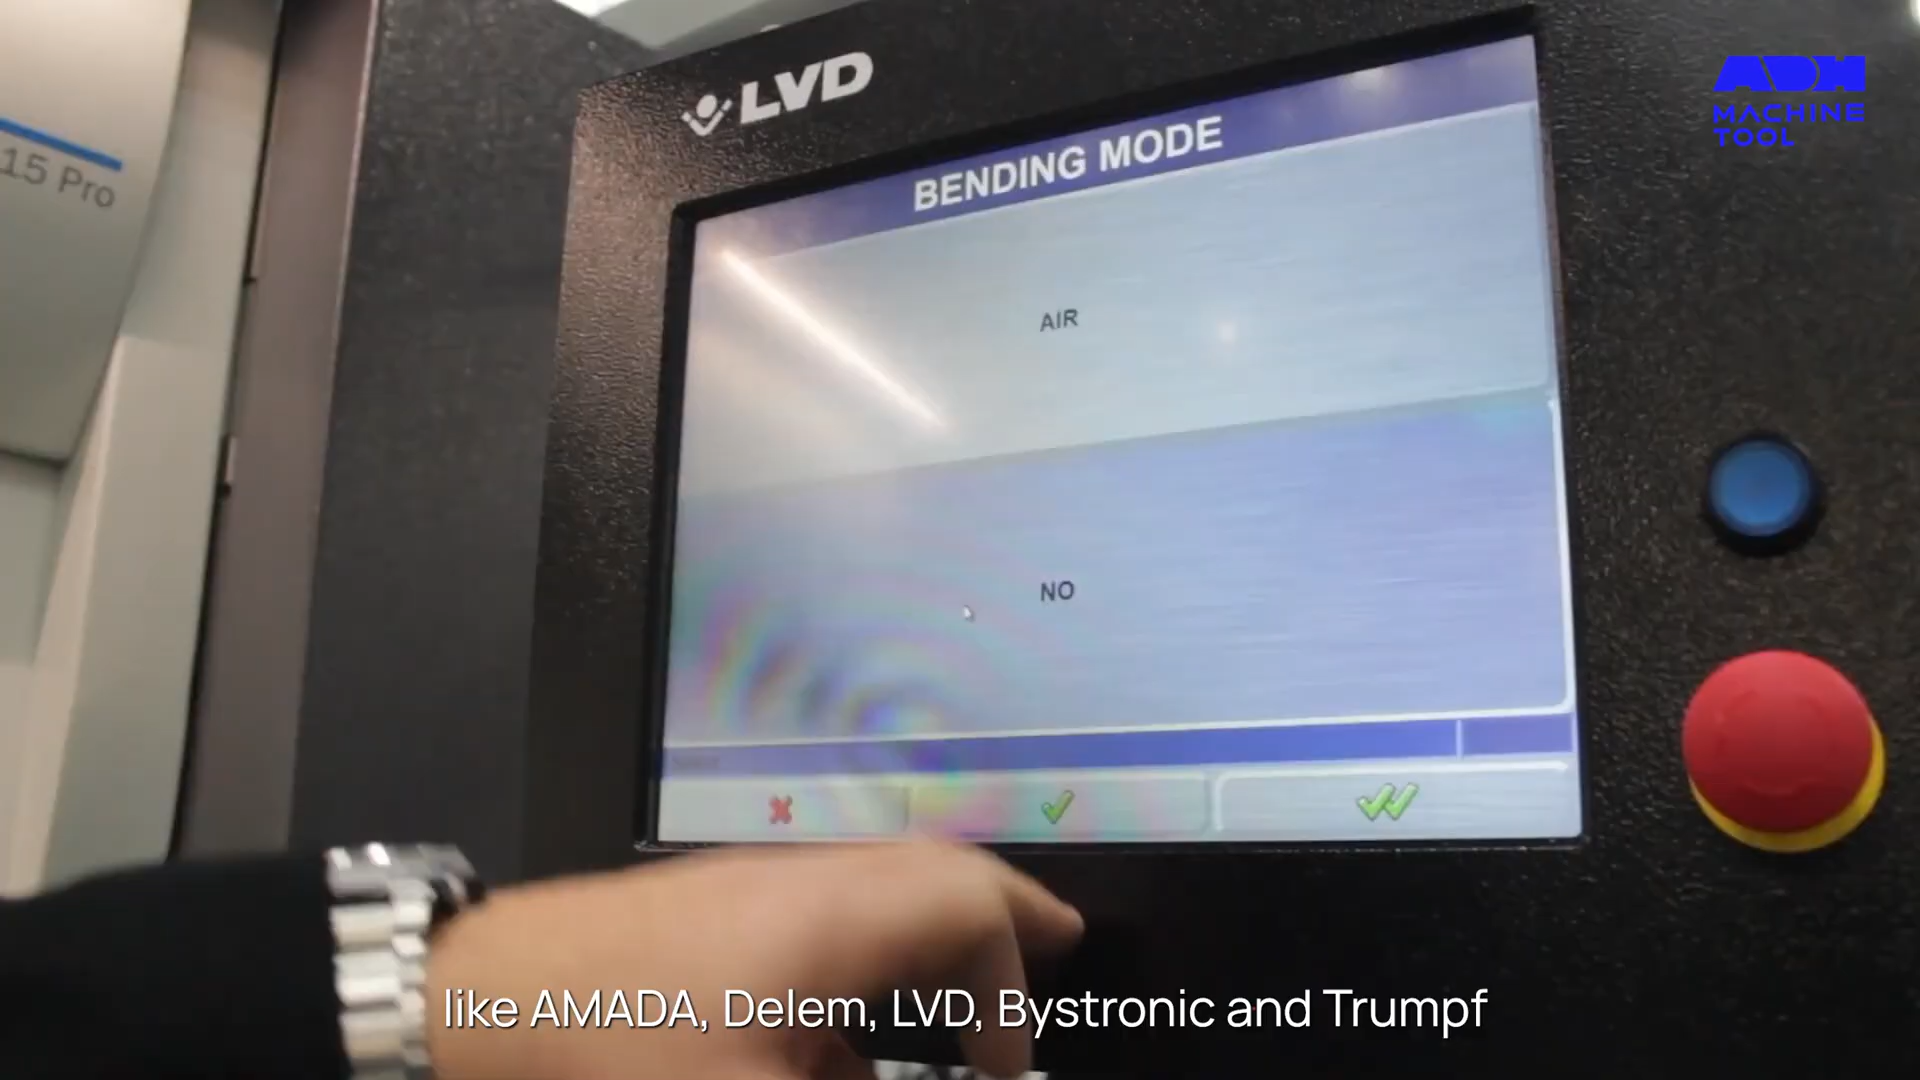 LVD
ADH
MACHINE
TOOL
15 Pro
BENDING MODE
AIR
NO
like AMADA, Delem, LVD, Bystronic and Trumpf